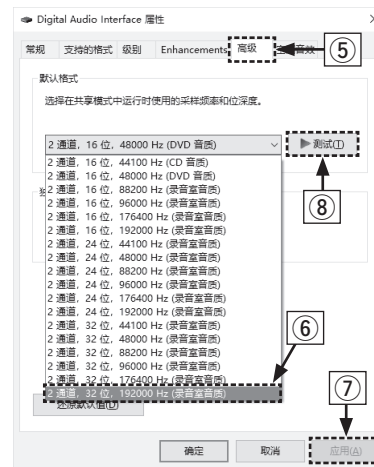 Digital Audio Interface 属性
常规 支持的格式 级别 Enhancements 高级 音效 ⑤
默认格式
选择在共享模式中运行时使用的采样频率和位深度。
2 通道, 16 位, 48000 Hz (DVD 音质) 测试(T)
2 通道, 16 位, 44100 Hz (CD 音质)
2 通道, 16 位, 48000 Hz (DVD 音质)
2 通道, 16 位, 88200 Hz (录音室音质)
2 通道, 16 位, 96000 Hz (录音室音质)
2 通道, 16 位, 176400 Hz (录音室音质)
2 通道, 16 位, 192000 Hz (录音室音质)
2 通道, 24 位, 44100 Hz (录音室音质)
2 通道, 24 位, 48000 Hz (录音室音质)
2 通道, 24 位, 88200 Hz (录音室音质)
2 通道, 24 位, 96000 Hz (录音室音质)
2 通道, 24 位, 176400 Hz (录音室音质)
2 通道, 24 位, 192000 Hz (录音室音质)
2 通道, 32 位, 44100 Hz (录音室音质)
2 通道, 32 位, 48000 Hz (录音室音质)
2 通道, 32 位, 88200 Hz (录音室音质)
2 通道, 32 位, 96000 Hz (录音室音质)
2 通道, 32 位, 176400 Hz (录音室音质)
2 通道, 32 位, 192000 Hz (录音室音质)
⑧
⑥
⑦
还原默认值(D)
确定 取消 应用(A)